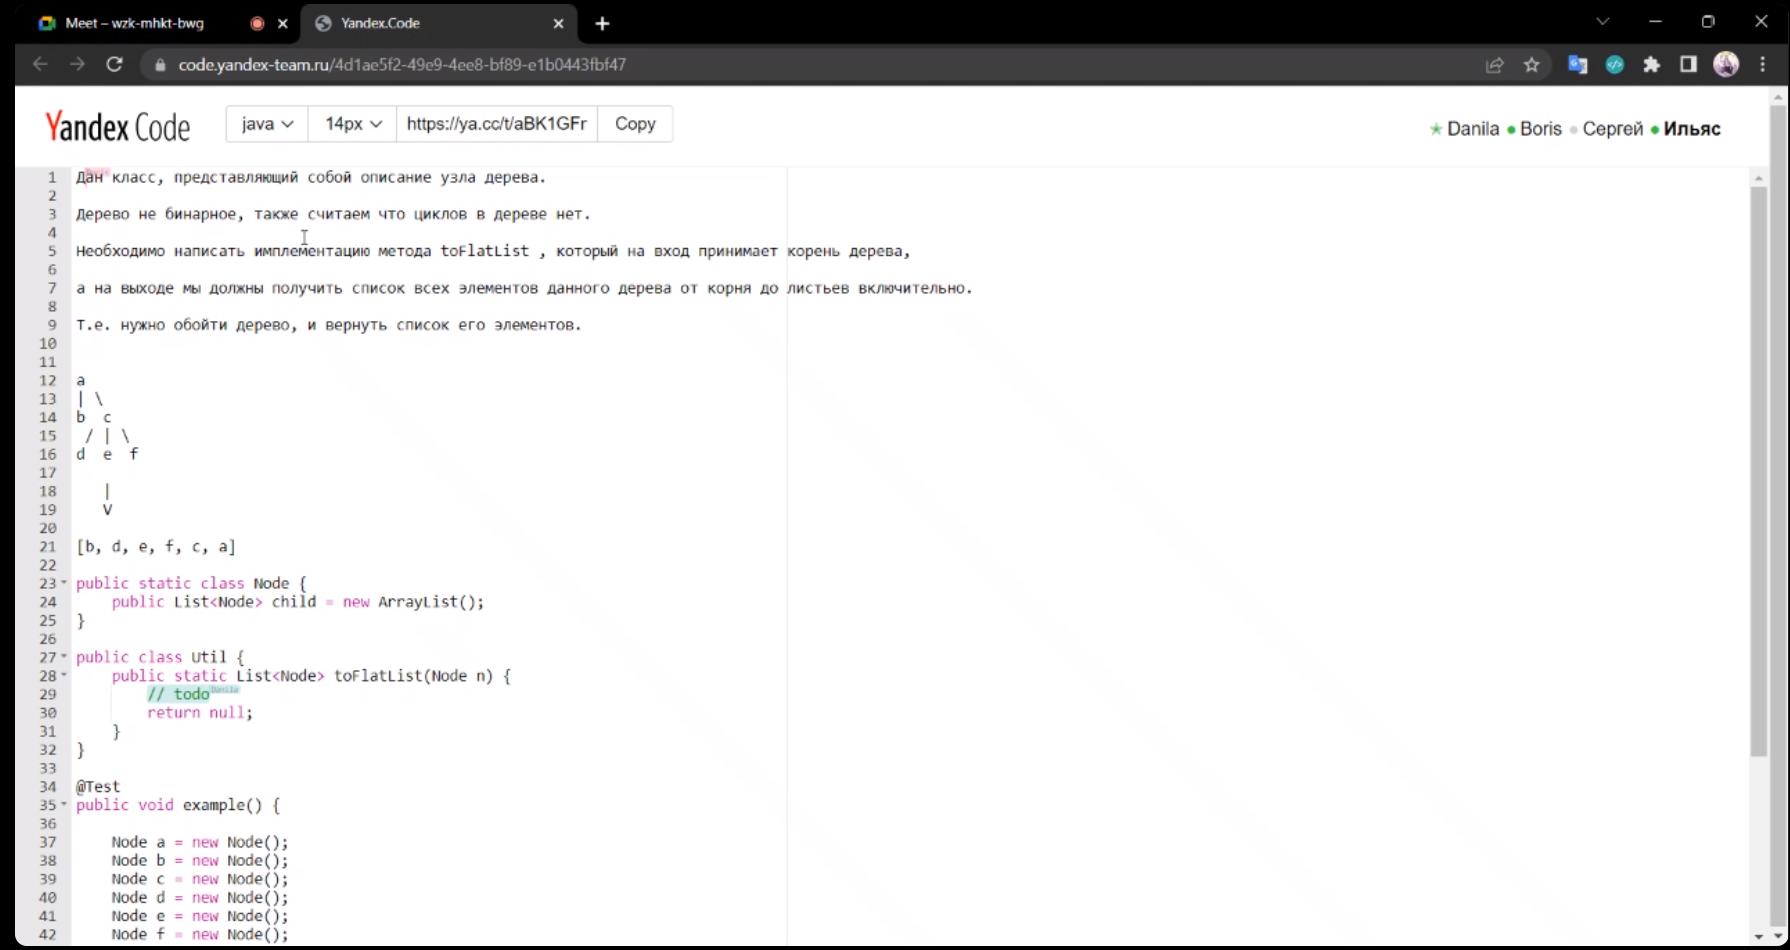 Meet – wzk-mhkt-bwg
Yandex.Code
code.yandex-team.ru/4d1ae5f2-49e9-4ee8-bf89-e1b0443fbf47
Yandex Code
java
14px
https://ya.cc/t/aBK1GFr
Copy
Danila
Boris
Сергей
Ильяс
1 Дан класс, представляющий собой описание узла дерева.
2
3 Дерево не бинарное, также считаем что циклов в дереве нет.
4
5 Необходимо написать имплементацию метода toFlatList , который на вход принимает корень дерева,
6
7 а на выходе мы должны получить список всех элементов данного дерева от корня до листьев включительно.
8
9 Т.е. нужно обойти дерево, и вернуть список его элементов.
10
11
12 a
13 | \
14 b  c
15  / | \
16 d  e  f
17
18    |
19    V
20
21 [b, d, e, f, c, a]
22
23 public static class Node {
24     public List<Node> child = new ArrayList();
25 }
26
27 public class Util {
28     public static List<Node> toFlatList(Node n) {
29         // todo Danila
30         return null;
31     }
32 }
33
34 @Test
35 public void example() {
36
37     Node a = new Node();
38     Node b = new Node();
39     Node c = new Node();
40     Node d = new Node();
41     Node e = new Node();
42     Node f = new Node();